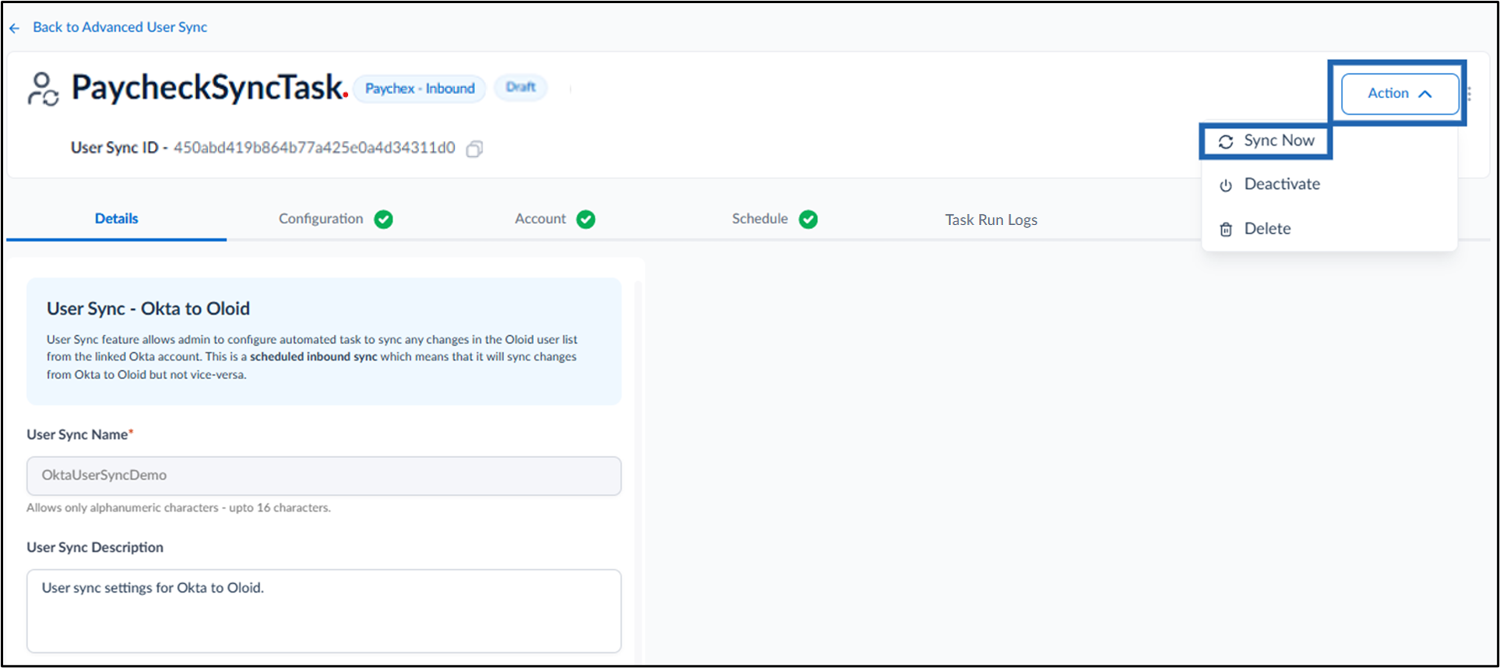 Back to Advanced User Sync
PaycheckSyncTask. Paychex - Inbound Draft
Action
User Sync ID - 450abd419b864b77a425e0a4d34311d0
Sync Now
Deactivate
Delete
Details Configuration Account Schedule Task Run Logs
User Sync - Okta to Oloid
User Sync feature allows admin to configure automated task to sync any changes in the Oloid user list
from the linked Okta account. This is a scheduled inbound sync which means that it will sync changes
from Okta to Oloid but not vice-versa.
User Sync Name*
OktaUserSyncDemo
Allows only alphanumeric characters - upto 16 characters.
User Sync Description
User sync settings for Okta to Oloid.